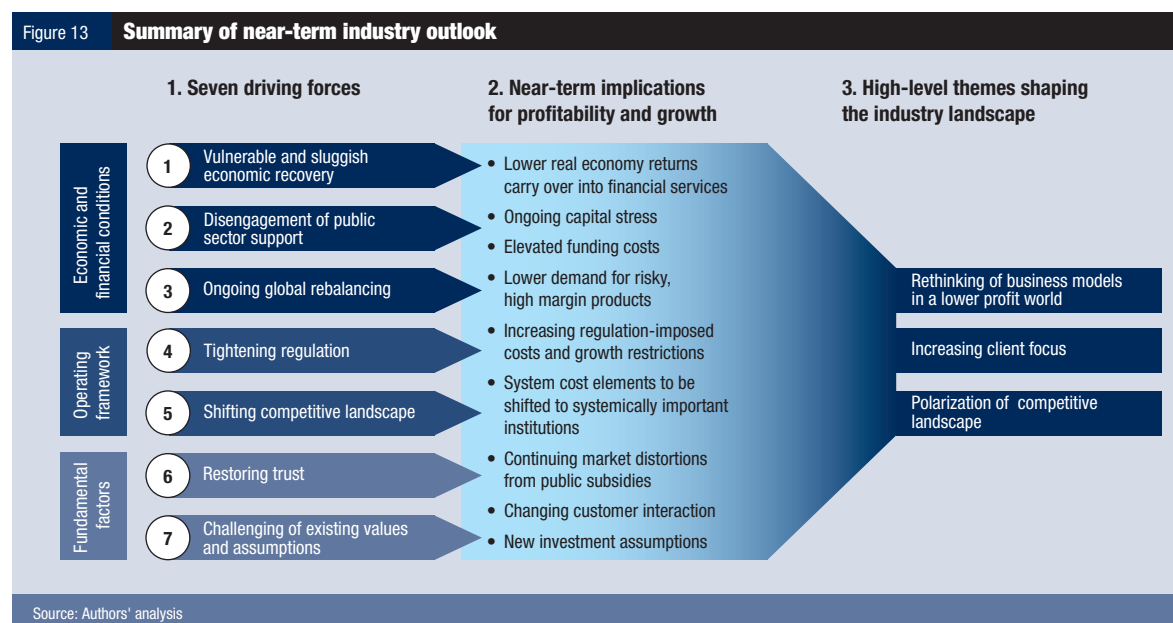 Figure 13 Summary of near-term industry outlook
1. Seven driving forces
2. Near-term implications
for profitability and growth
3. High-level themes shaping
the industry landscape
Economic and
financial conditions
1 Vulnerable and sluggish
economic recovery
2 Disengagement of public
sector support
3 Ongoing global rebalancing
Operating
framework
4 Tightening regulation
5 Shifting competitive landscape
Fundamental
factors
6 Restoring trust
7 Challenging of existing values
and assumptions
• Lower real economy returns
carry over into financial services
• Ongoing capital stress
• Elevated funding costs
• Lower demand for risky,
high margin products
• Increasing regulation-imposed
costs and growth restrictions
• System cost elements to be
shifted to systemically important
institutions
• Continuing market distortions
from public subsidies
• Changing customer interaction
• New investment assumptions
Rethinking of business models
in a lower profit world
Increasing client focus
Polarization of competitive
landscape
Source: Authors' analysis